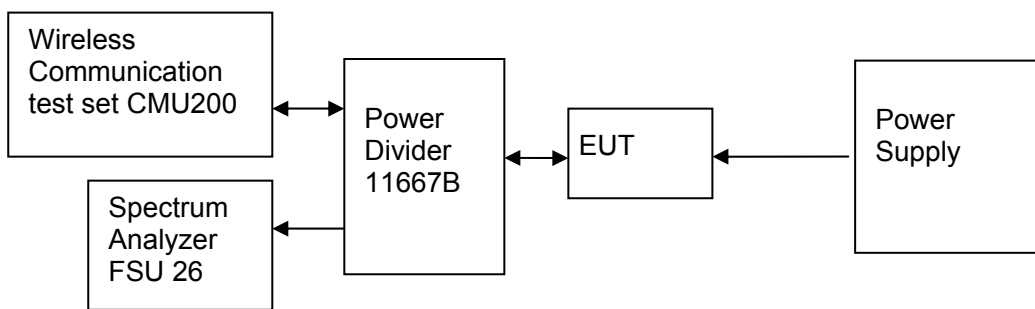 Wireless
Communication
test set CMU200
Power
Divider
11667B
EUT
Power
Supply
Spectrum
Analyzer
FSU 26